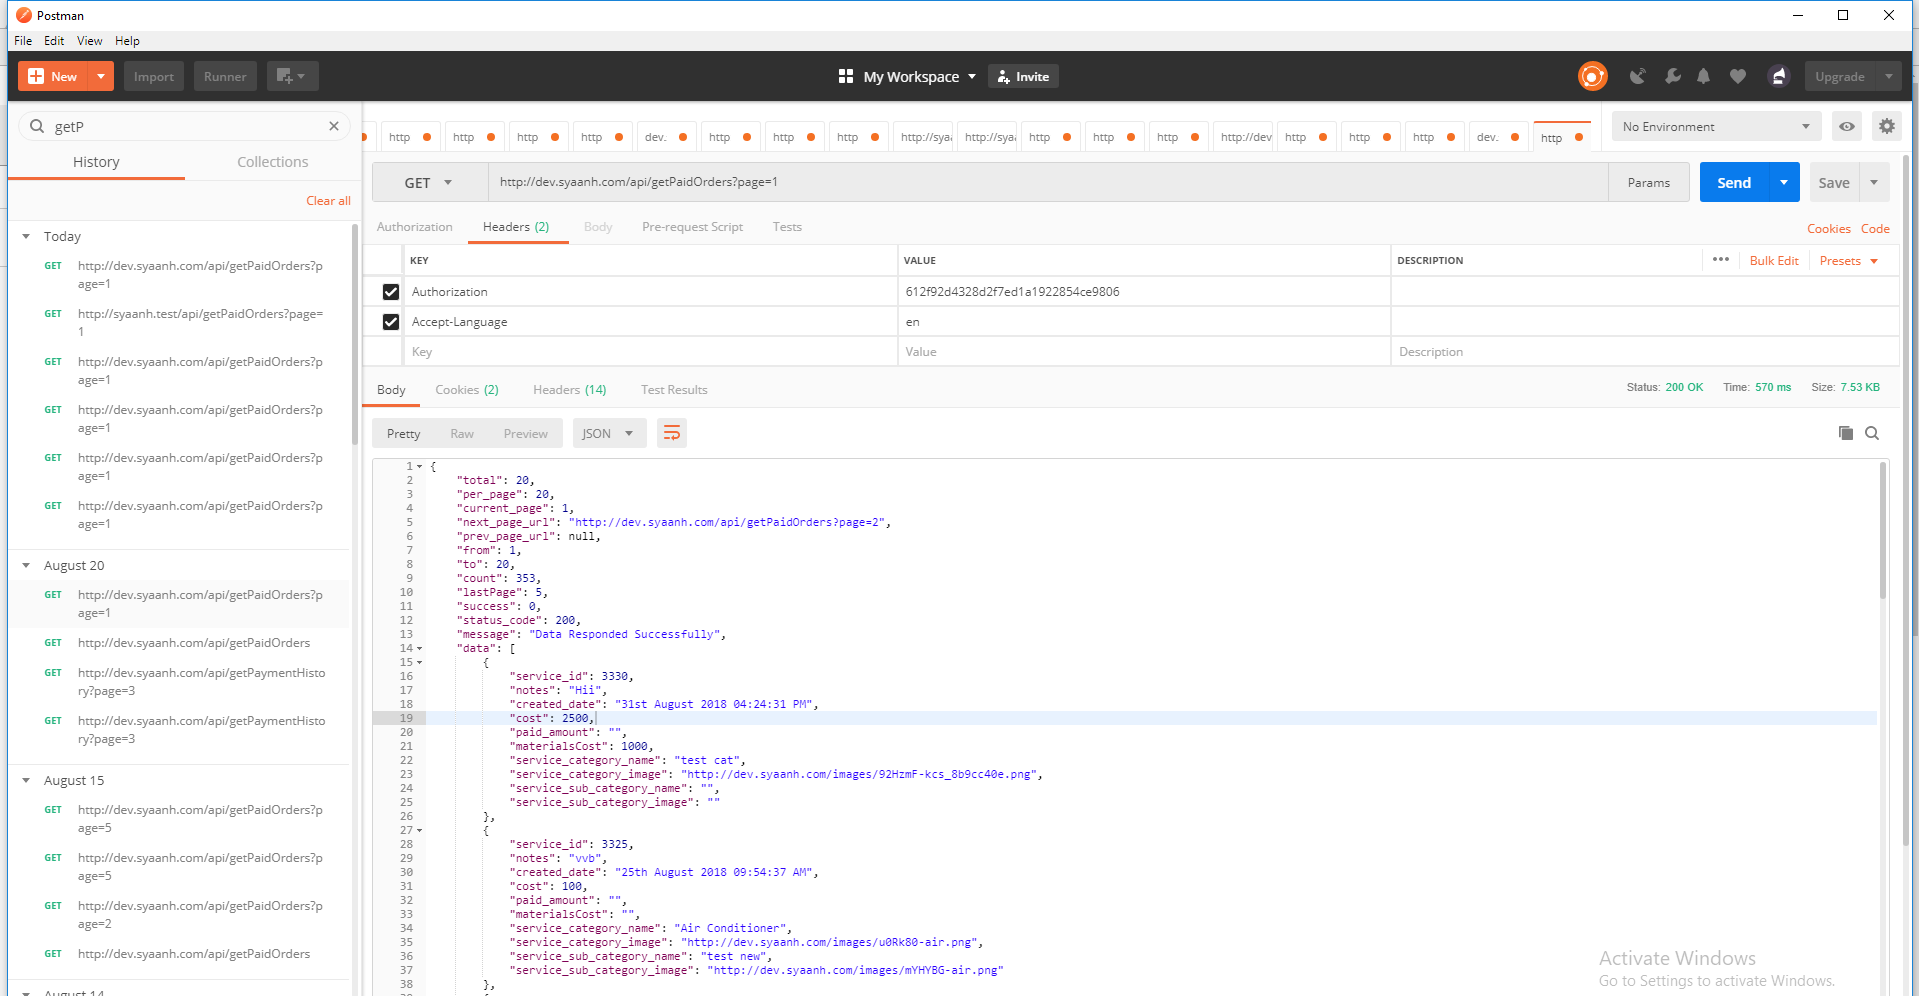 Postman
File Edit View Help
New Import Runner My Workspace Invite Upgrade
getP
History Collections
Clear all
Today
GET http://dev.syaanh.com/api/getPaidOrders?p
age=1
GET http://syaanh.test/api/getPaidOrders?page=
1
GET http://dev.syaanh.com/api/getPaidOrders?p
age=1
GET http://dev.syaanh.com/api/getPaidOrders?p
age=1
GET http://dev.syaanh.com/api/getPaidOrders?p
age=1
GET http://dev.syaanh.com/api/getPaidOrders?p
age=1
August 20
GET http://dev.syaanh.com/api/getPaidOrders?p
age=1
GET http://dev.syaanh.com/api/getPaidOrders
GET http://dev.syaanh.com/api/getPaymentHisto
ry?page=3
GET http://dev.syaanh.com/api/getPaymentHisto
ry?page=3
August 15
GET http://dev.syaanh.com/api/getPaidOrders?p
age=5
GET http://dev.syaanh.com/api/getPaidOrders?p
age=5
GET http://dev.syaanh.com/api/getPaidOrders?p
age=2
GET http://dev.syaanh.com/api/getPaidOrders
August 14
http http http http dev. http http http http://syaa http://syaa http http http http://dev http http http dev. http
No Environment
GET http://dev.syaanh.com/api/getPaidOrders?page=1 Params Send Save
Authorization Headers (2) Body Pre-request Script Tests Cookies Code
KEY VALUE DESCRIPTION ••• Bulk Edit Presets
Authorization 612f92d4328d2f7ed1a1922854ce9806
Accept-Language en
Key Value Description
Body Cookies (2) Headers (14) Test Results Status: 200 OK Time: 570 ms Size: 7.53 KB
Pretty Raw Preview JSON
1 {
2 "total": 20,
3 "per_page": 20,
4 "current_page": 1,
5 "next_page_url": "http://dev.syaanh.com/api/getPaidOrders?page=2",
6 "prev_page_url": null,
7 "from": 1,
8 "to": 20,
9 "count": 353,
10 "lastPage": 5,
11 "success": 0,
12 "status_code": 200,
13 "message": "Data Responded Successfully",
14 "data": [
15 {
16 "service_id": 3330,
17 "notes": "Hii",
18 "created_date": "31st August 2018 04:24:31 PM",
19 "cost": 2500,
20 "paid_amount": "",
21 "materialsCost": 1000,
22 "service_category_name": "test cat",
23 "service_category_image": "http://dev.syaanh.com/images/92HzmF-kcs_8b9cc40e.png",
24 "service_sub_category_name": "",
25 "service_sub_category_image": ""
26 },
27 {
28 "service_id": 3325,
29 "notes": "vvb",
30 "created_date": "25th August 2018 09:54:37 AM",
31 "cost": 100,
32 "paid_amount": "",
33 "materialsCost": "",
34 "service_category_name": "Air Conditioner",
35 "service_category_image": "http://dev.syaanh.com/images/u0Rk80-air.png",
36 "service_sub_category_name": "test new",
37 "service_sub_category_image": "http://dev.syaanh.com/images/mYHYBG-air.png"
38 },
Activate Windows
Go to Settings to activate Windows.